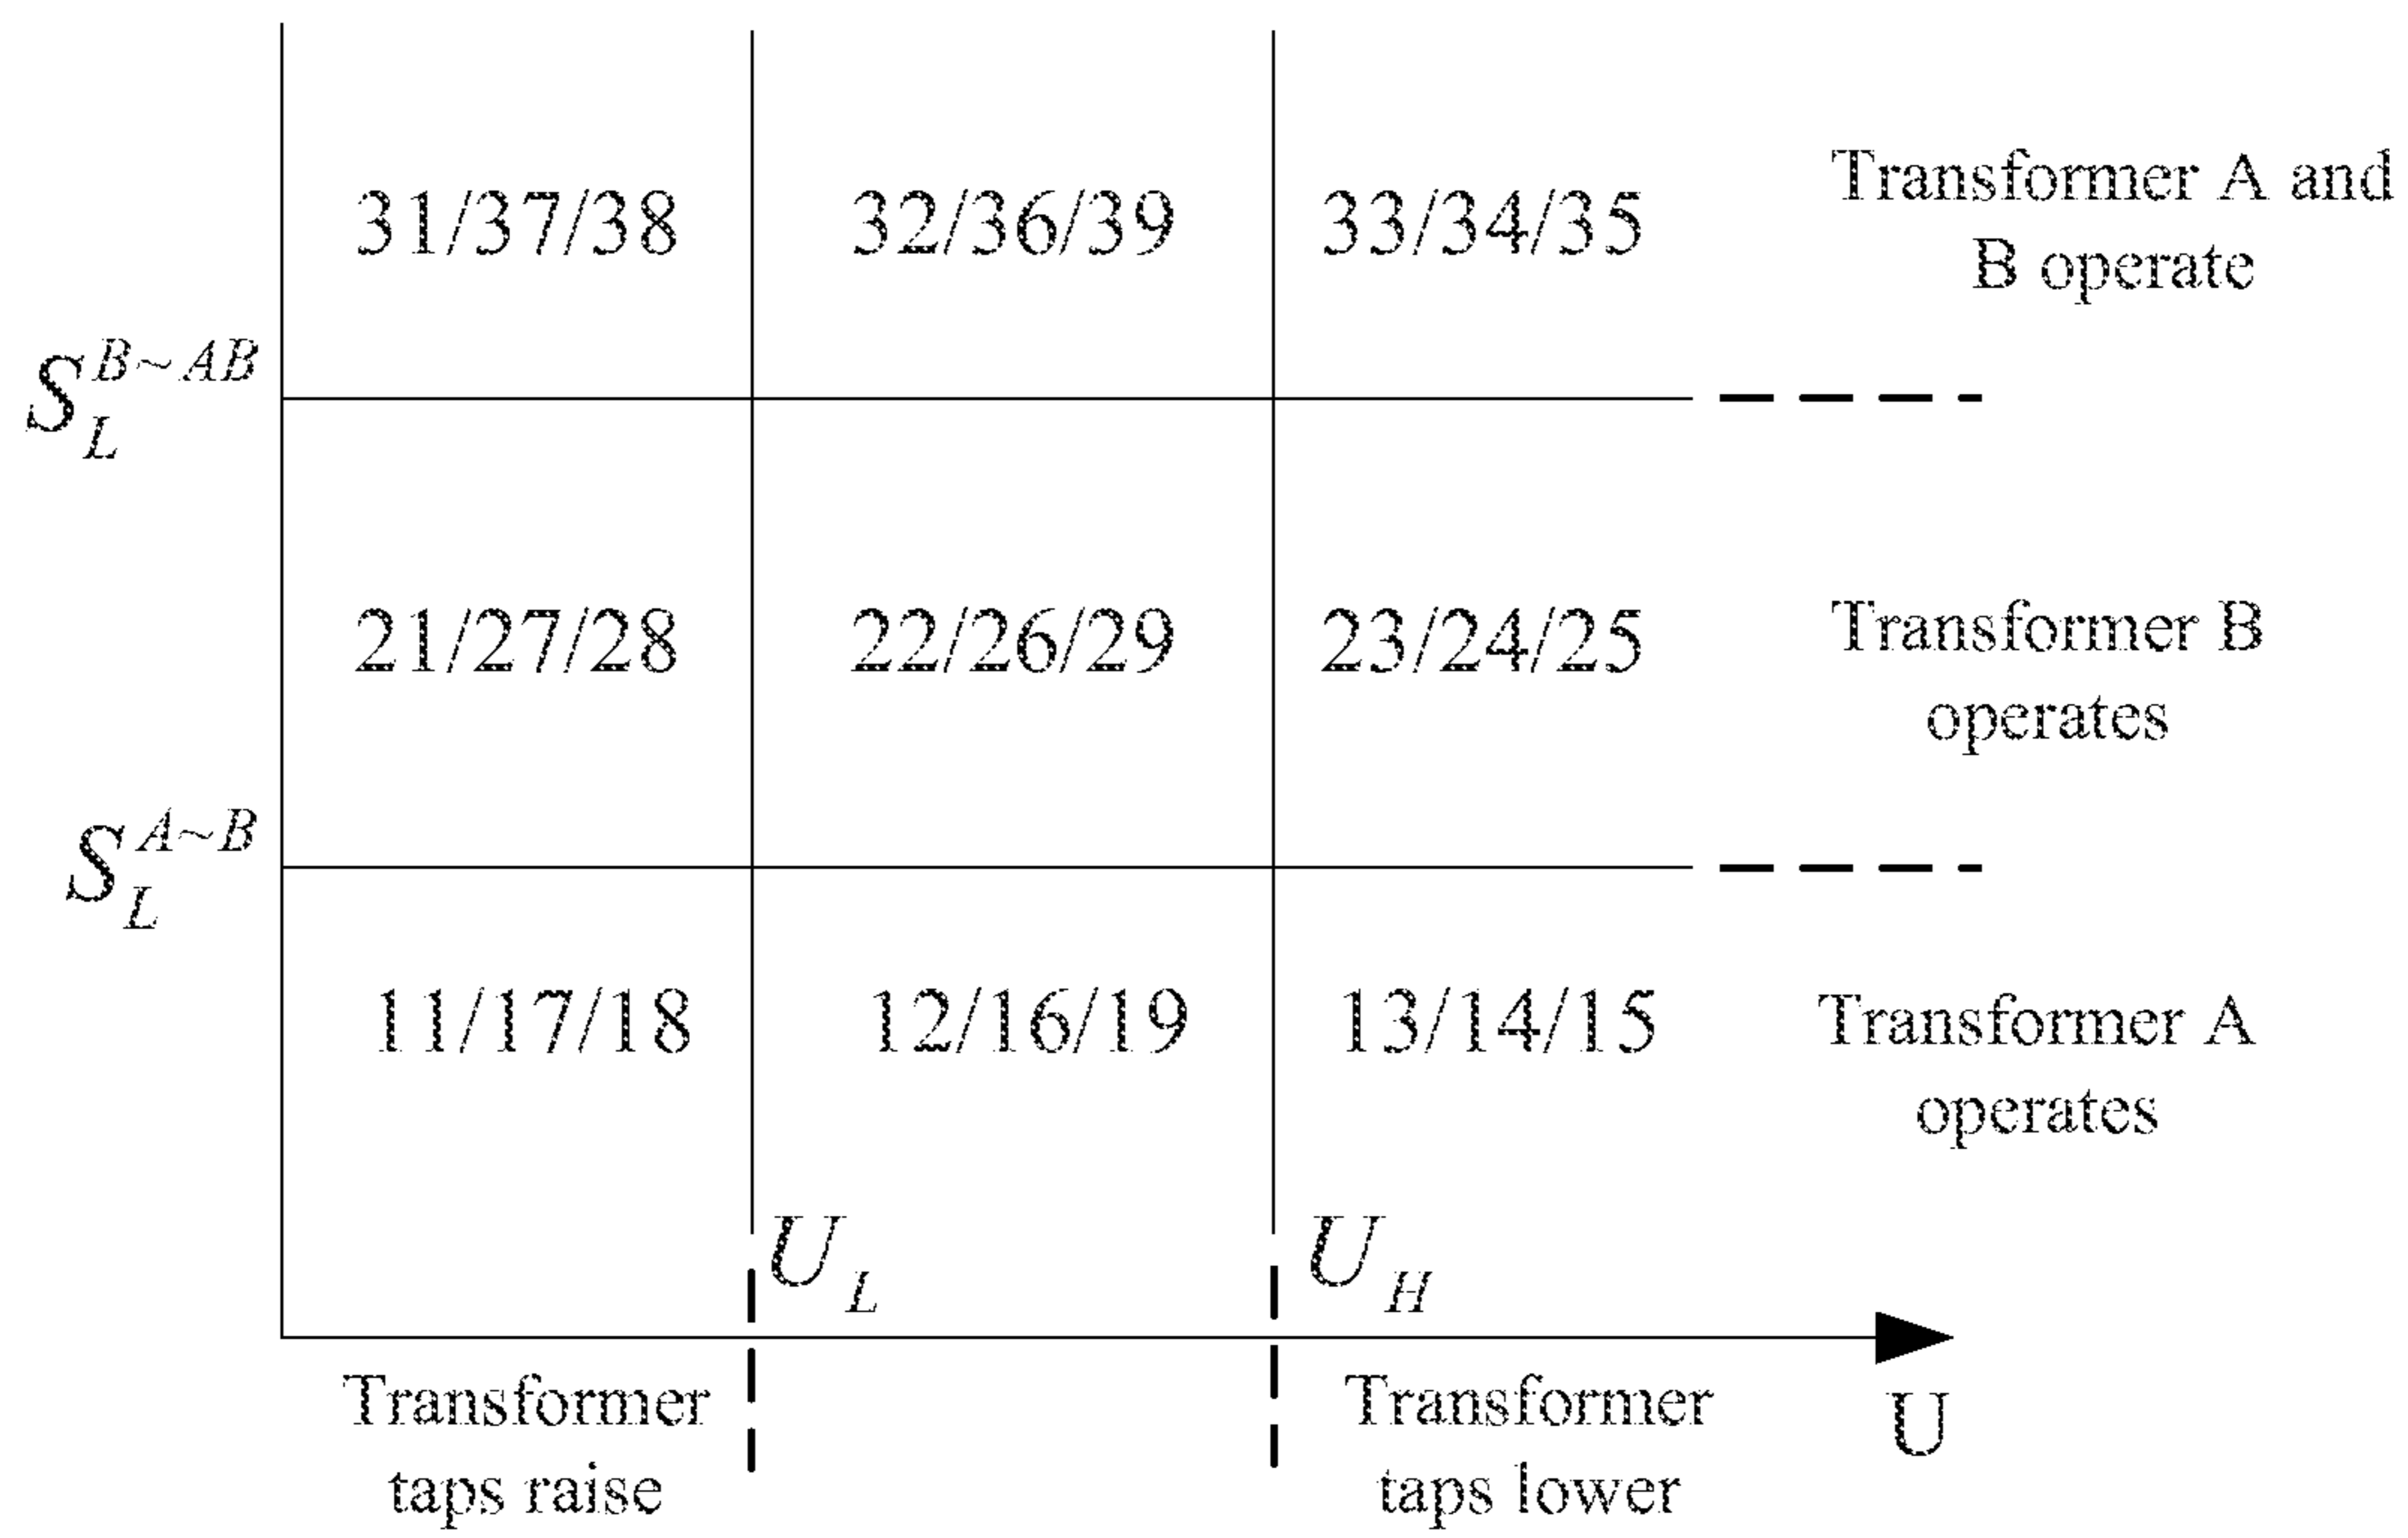 31/37/38 32/36/39 33/34/35 Transformer A and
B operate
S_L^{B~AB}
21/27/28 22/26/29 23/24/25 Transformer B
operates
S_L^{A~B}
11/17/18 12/16/19 13/14/15 Transformer A
operates
U_L U_H
Transformer
taps raise
Transformer
taps lower
U